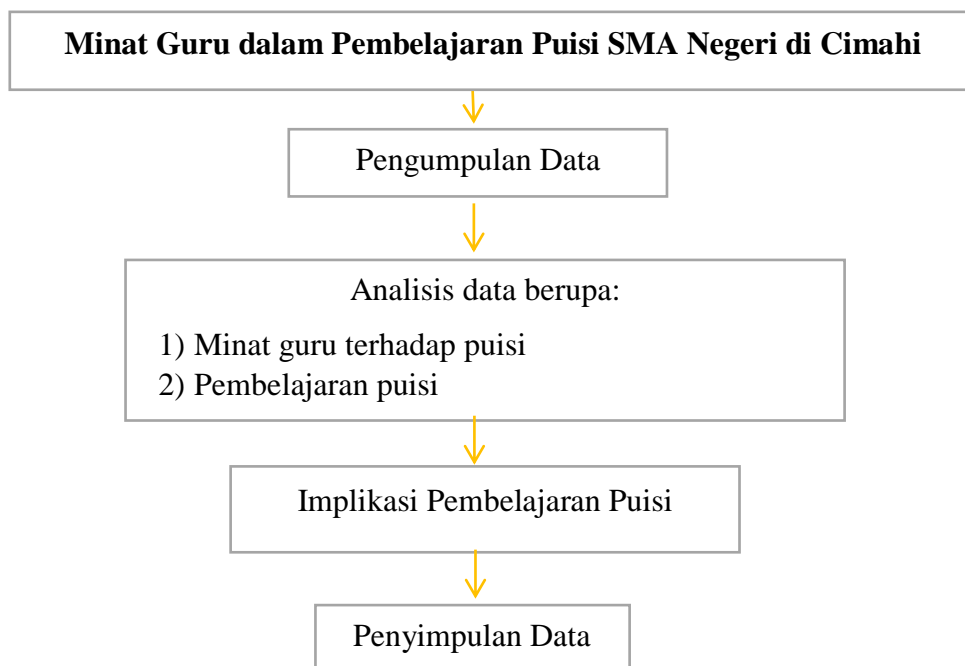 Minat Guru dalam Pembelajaran Puisi SMA Negeri di Cimahi
Pengumpulan Data
Analisis data berupa:
1) Minat guru terhadap puisi
2) Pembelajaran puisi
Implikasi Pembelajaran Puisi
Penyimpulan Data